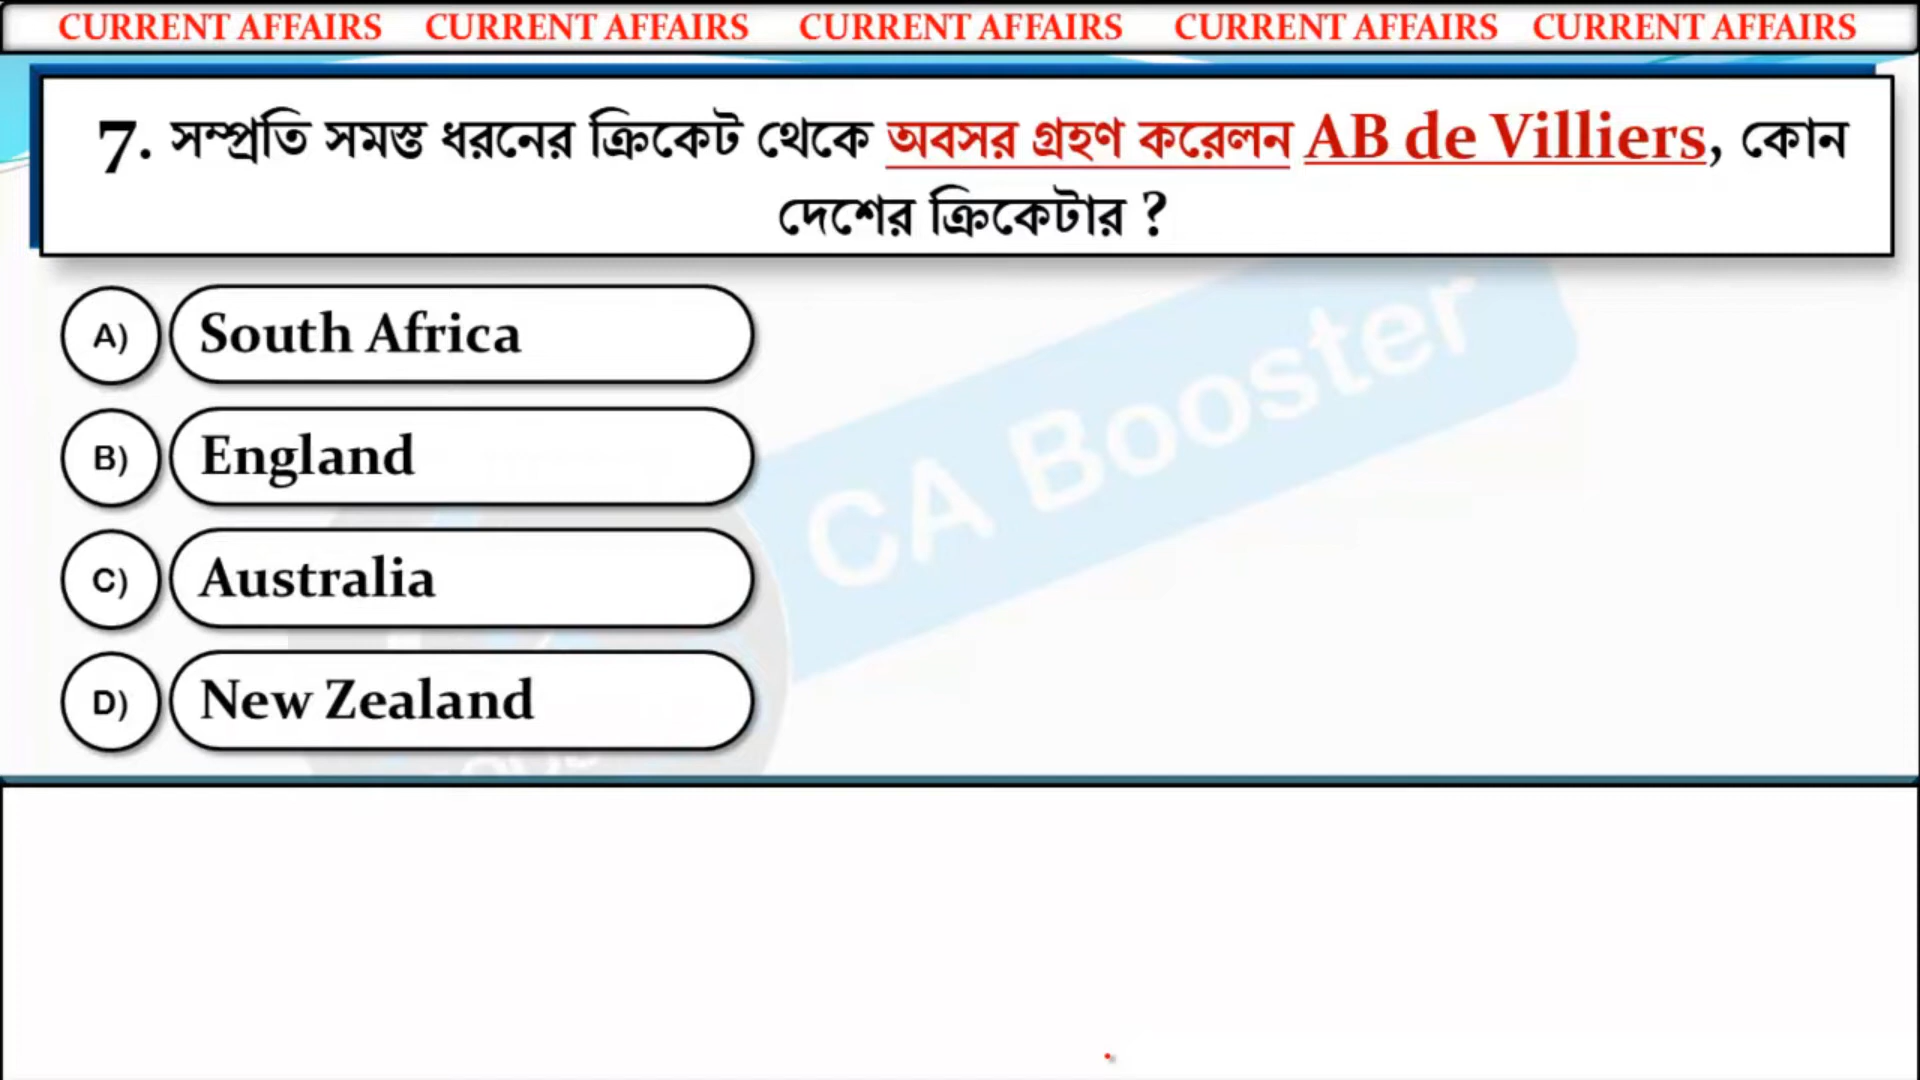 CURRENT AFFAIRS CURRENT AFFAIRS CURRENT AFFAIRS CURRENT AFFAIRS CURRENT AFFAIRS
7. সম্প্রতি সমস্ত ধরনের ক্রিকেট থেকে অবসর গ্রহণ করেলন AB de Villiers, কোন
দেশের ক্রিকেটার ?
A) South Africa
B) England
C) Australia
D) New Zealand
CA Booster